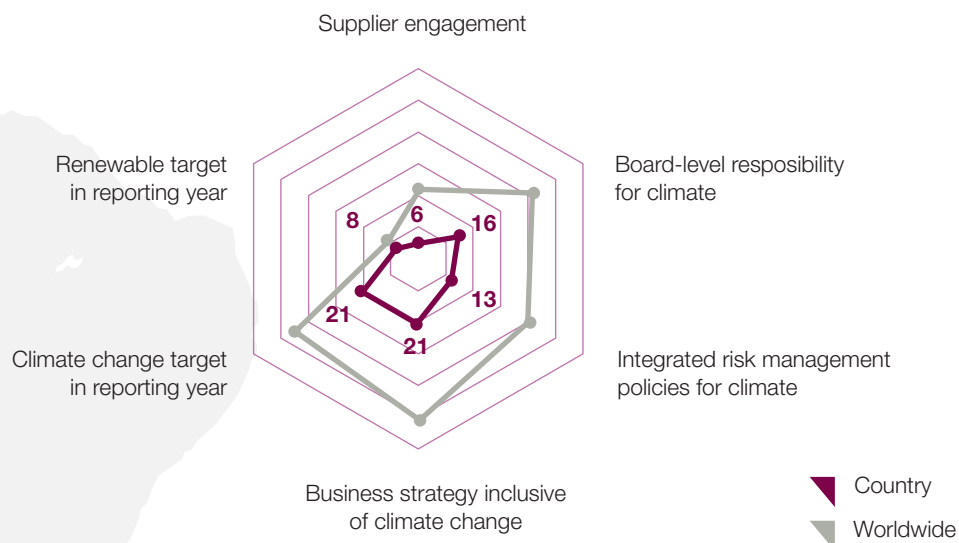 Supplier engagement
Renewable target
in reporting year
Board-level resposibility
for climate
8
6
16
13
21
21
Climate change target
in reporting year
Integrated risk management
policies for climate
Business strategy inclusive
of climate change
Country
Worldwide